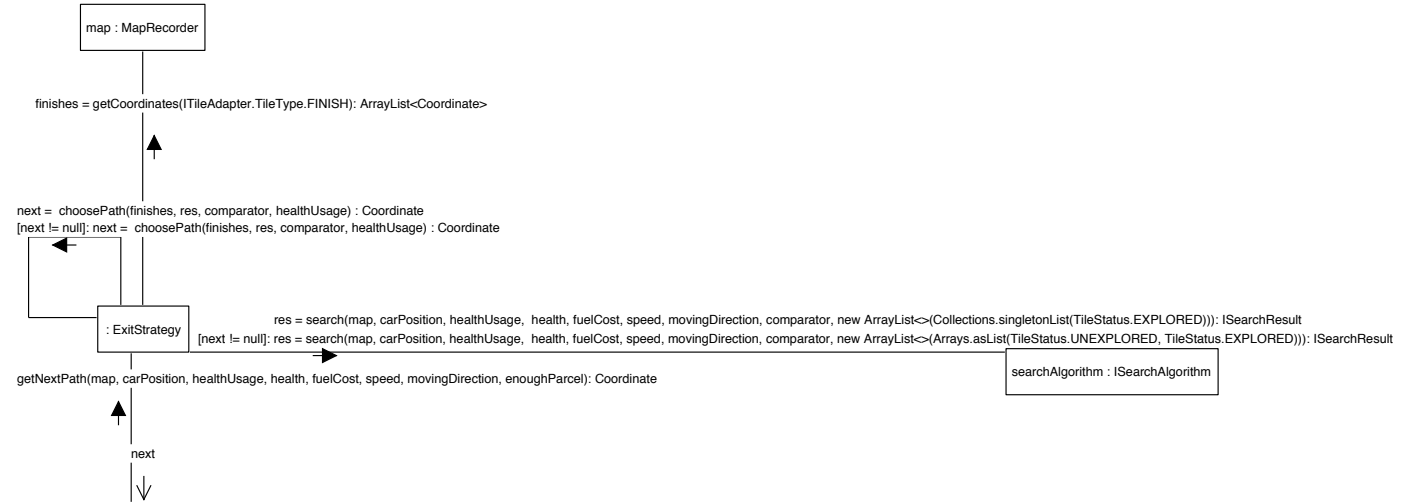 map : MapRecorder
finishes = getCoordinates(ITileAdapter.TileType.FINISH): ArrayList<Coordinate>
next =  choosePath(finishes, res, comparator, healthUsage) : Coordinate
[next != null]: next =  choosePath(finishes, res, comparator, healthUsage) : Coordinate
: ExitStrategy
res = search(map, carPosition, healthUsage,  health, fuelCost, speed, movingDirection, comparator, new ArrayList<>(Collections.singletonList(TileStatus.EXPLORED))): ISearchResult
[next != null]: res = search(map, carPosition, healthUsage,  health, fuelCost, speed, movingDirection, comparator, new ArrayList<>(Arrays.asList(TileStatus.UNEXPLORED, TileStatus.EXPLORED))): ISearchResult
searchAlgorithm : ISearchAlgorithm
getNextPath(map, carPosition, healthUsage, health, fuelCost, speed, movingDirection, enoughParcel): Coordinate
next